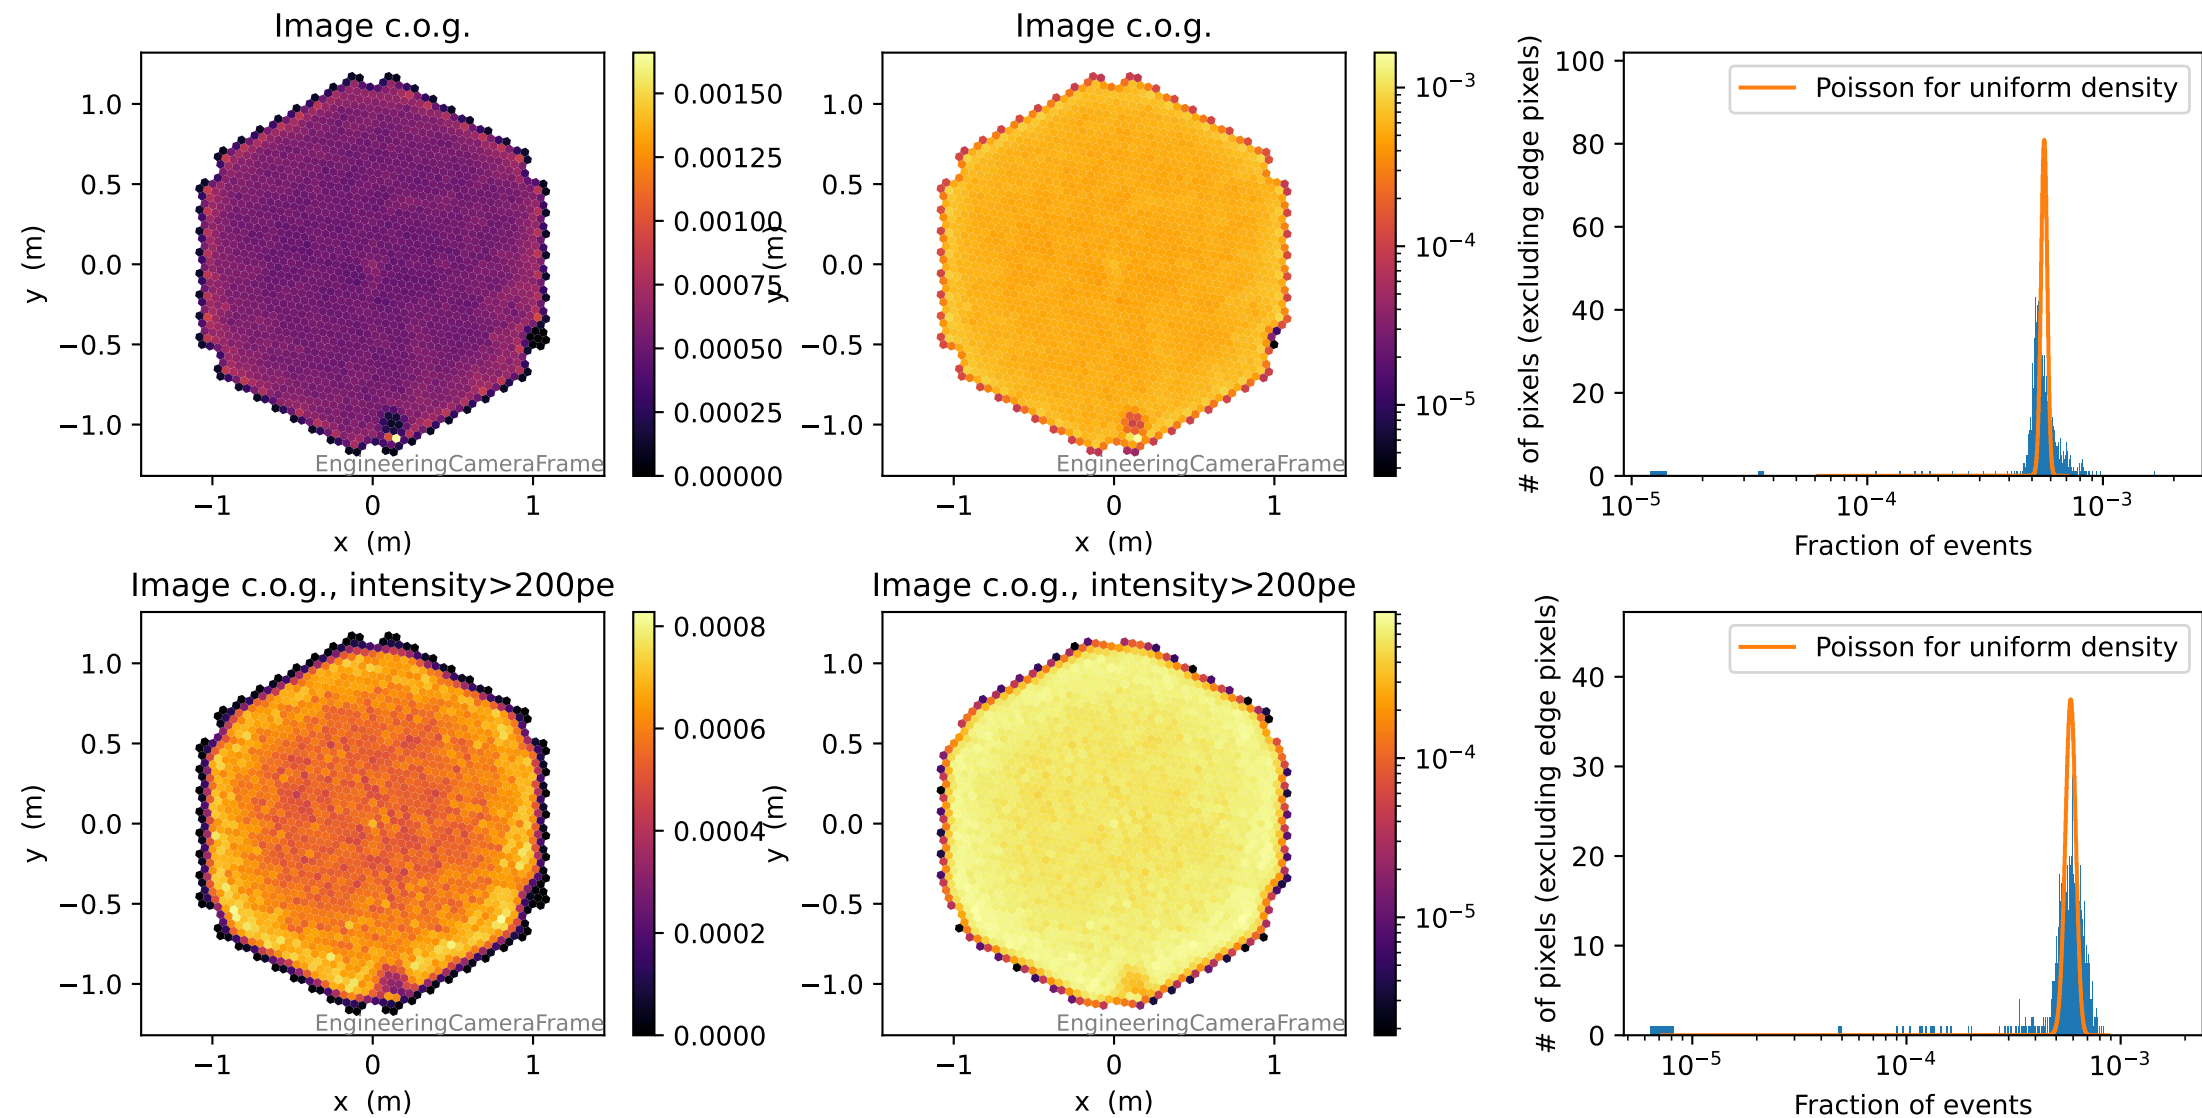 Image c.o.g.
1.0
0.5
0.0
−0.5
−1.0
y (m)
−1 0 1
x (m)
EngineeringCameraFrame
0.00150
0.00125
0.00100
0.00075
0.00050
0.00025
0.00000
Image c.o.g.
1.0
0.5
0.0
−0.5
−1.0
y (m)
−1 0 1
x (m)
EngineeringCameraFrame
10−3
10−4
10−5
100
80
60
40
20
0
# of pixels (excluding edge pixels)
Poisson for uniform density
10−5 10−4 10−3
Fraction of events
Image c.o.g., intensity>200pe
1.0
0.5
0.0
−0.5
−1.0
y (m)
−1 0 1
x (m)
EngineeringCameraFrame
0.0008
0.0006
0.0004
0.0002
0.0000
Image c.o.g., intensity>200pe
1.0
0.5
0.0
−0.5
−1.0
y (m)
−1 0 1
x (m)
EngineeringCameraFrame
10−4
10−5
40
30
20
10
0
# of pixels (excluding edge pixels)
Poisson for uniform density
10−5 10−4 10−3
Fraction of events